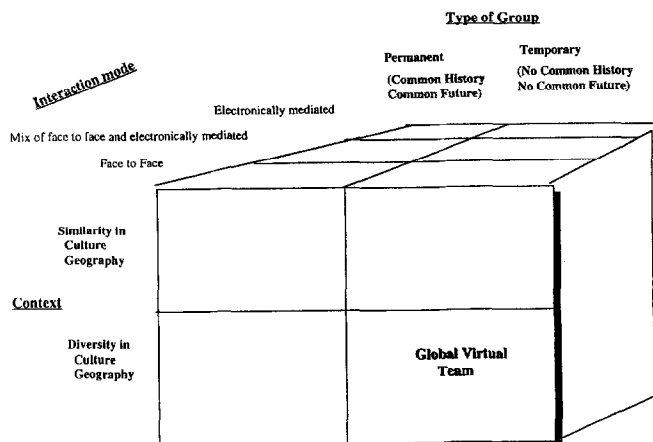 Type of Group
Permanent
(Common History
Common Future)
Temporary
(No Common History
No Common Future)
Interaction mode
Electronically mediated
Mix of face to face and electronically mediated
Face to Face
Similarity in
Culture
Geography
Context
Diversity in
Culture
Geography
Global Virtual
Team